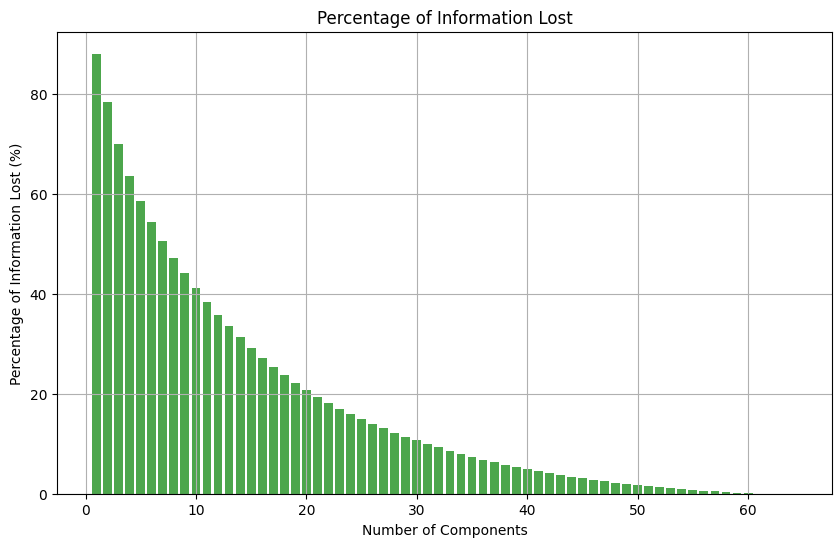 Percentage of Information Lost
Percentage of Information Lost (%)
80
60
40
20
0
0 10 20 30 40 50 60
Number of Components